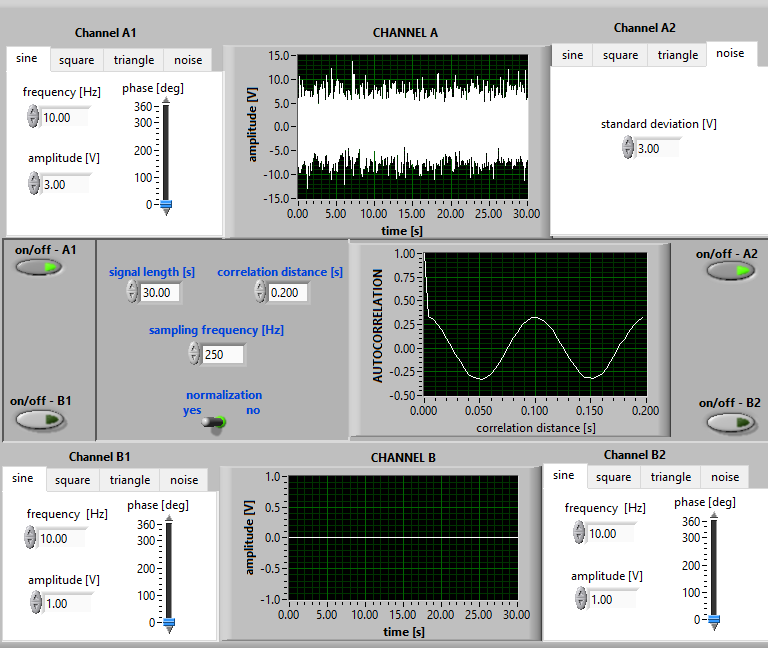 Channel A1
sine square triangle noise
frequency [Hz]
10.00
amplitude [V]
3.00
phase [deg]
360
300
200
100
0
CHANNEL A
amplitude [V]
15.0
10.0
5.0
0.0
-5.0
-10.0
-15.0
0.00 5.00 10.00 15.00 20.00 25.00 30.00
time [s]
Channel A2
sine square triangle noise
standard deviation [V]
3.00
on/off - A1
on/off - B1
signal length [s]
30.00
correlation distance [s]
0.200
sampling frequency [Hz]
250
normalization
yes no
AUTOCORRELATION
1.00
0.75
0.50
0.25
0.00
-0.25
-0.50
0.000 0.050 0.100 0.150 0.200
correlation distance [s]
on/off - A2
on/off - B2
Channel B1
sine square triangle noise
frequency [Hz]
10.00
amplitude [V]
1.00
phase [deg]
360
300
200
100
0
CHANNEL B
amplitude [V]
1.0
0.5
0.0
-0.5
-1.0
0.00 5.00 10.00 15.00 20.00 25.00 30.00
time [s]
Channel B2
sine square triangle noise
frequency [Hz]
10.00
amplitude [V]
1.00
phase [deg]
360
300
200
100
0